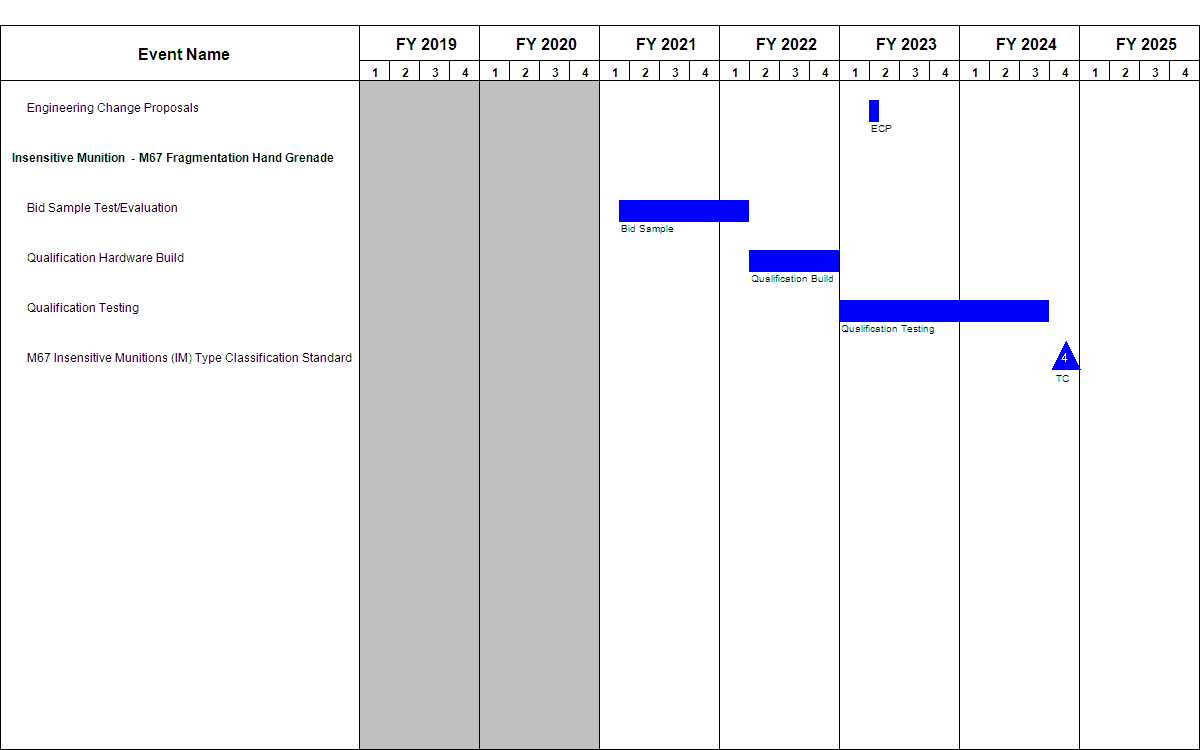 Event Name
FY 2019 FY 2020 FY 2021 FY 2022 FY 2023 FY 2024 FY 2025
1 2 3 4 1 2 3 4 1 2 3 4 1 2 3 4 1 2 3 4 1 2 3 4 1 2 3 4
Engineering Change Proposals
ECP
Insensitive Munition - M67 Fragmentation Hand Grenade
Bid Sample Test/Evaluation
Bid Sample
Qualification Hardware Build
Qualification Build
Qualification Testing
Qualification Testing
M67 Insensitive Munitions (IM) Type Classification Standard
4
TC